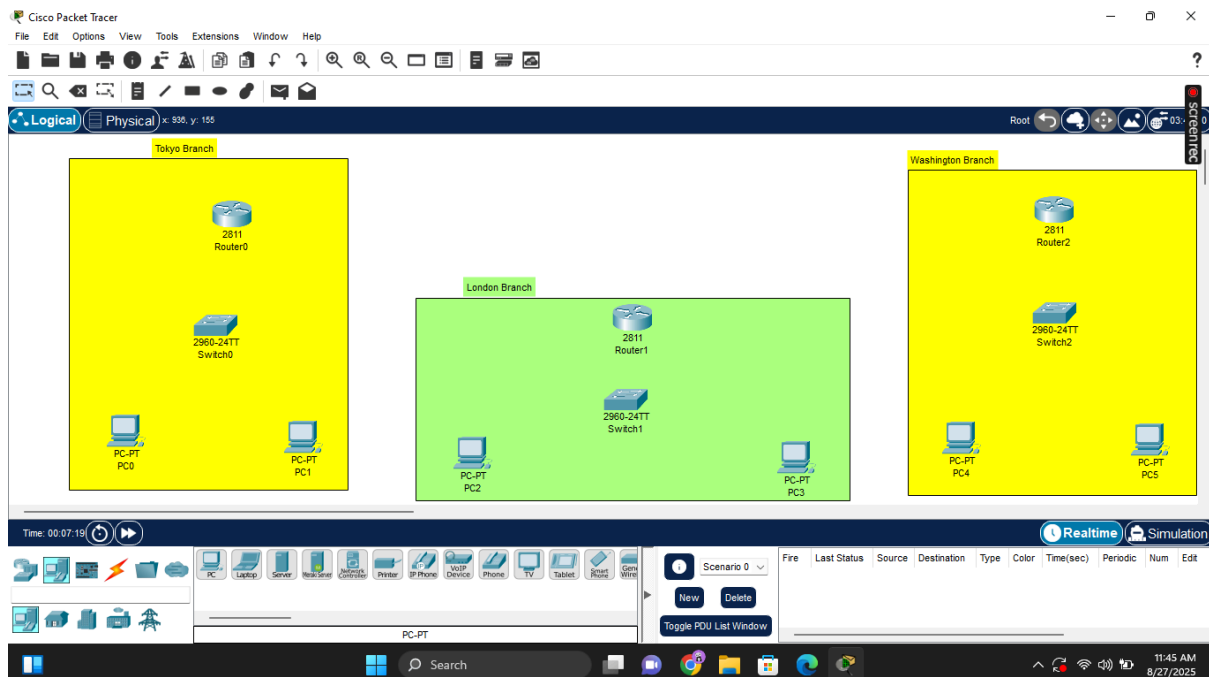 Cisco Packet Tracer
File Edit Options View Tools Extensions Window Help
?
Logical Physical x: 936, y: 155 Root
screenrec
Tokyo Branch
2811
Router0
2960-24TT
Switch0
PC-PT
PC0
PC-PT
PC1
London Branch
2811
Router1
2960-24TT
Switch1
PC-PT
PC2
PC-PT
PC3
Washington Branch
2811
Router2
2960-24TT
Switch2
PC-PT
PC4
PC-PT
PC5
Time: 00:07:19 Realtime Simulation
PC Laptop Server Printer IP Phone VoIP Device Phone TV Tablet Smart Phone
PC-PT
Scenario 0
New Delete
Toggle PDU List Window
Fire Last Status Source Destination Type Color Time(sec) Periodic Num Edit
Search
11:45 AM
8/27/2025